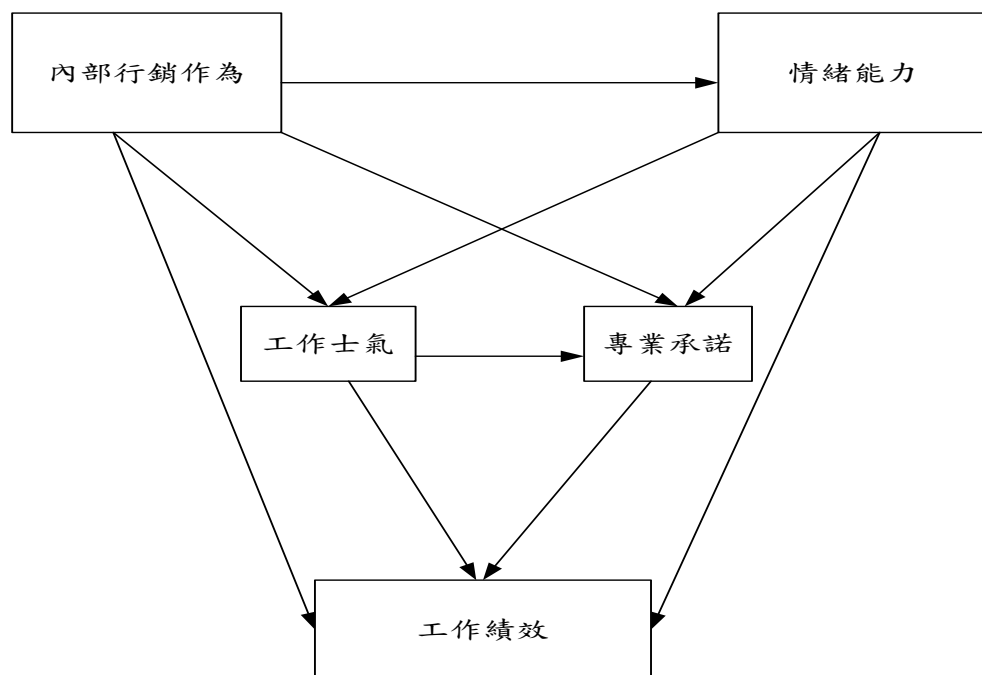 內部行銷作為
情緒能力
工作士氣
專業承諾
工作績效